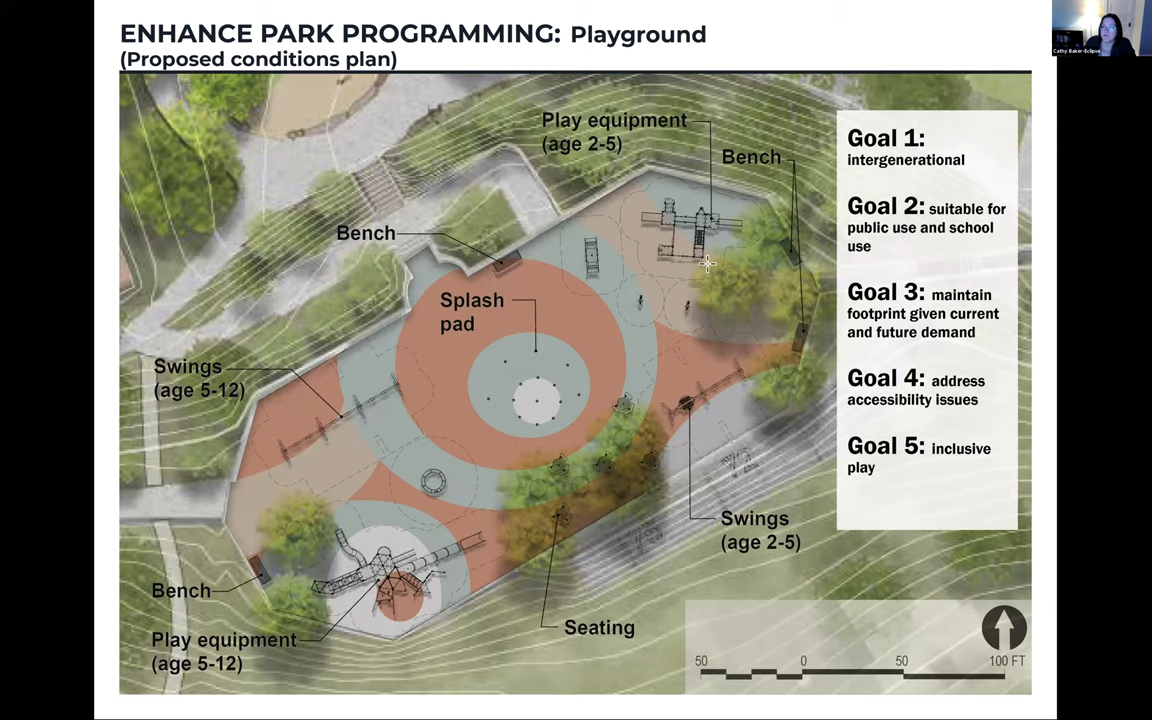 ENHANCE PARK PROGRAMMING: Playground
(Proposed conditions plan)
Cathy Baker-Eclipse
Play equipment
(age 2-5)
Bench
Bench
Splash
pad
Swings
(age 5-12)
Swings
(age 2-5)
Bench
Play equipment
(age 5-12)
Seating
Goal 1:
intergenerational
Goal 2: suitable for
public use and school
use
Goal 3: maintain
footprint given current
and future demand
Goal 4: address
accessibility issues
Goal 5: inclusive
play
50 0 50 100 FT